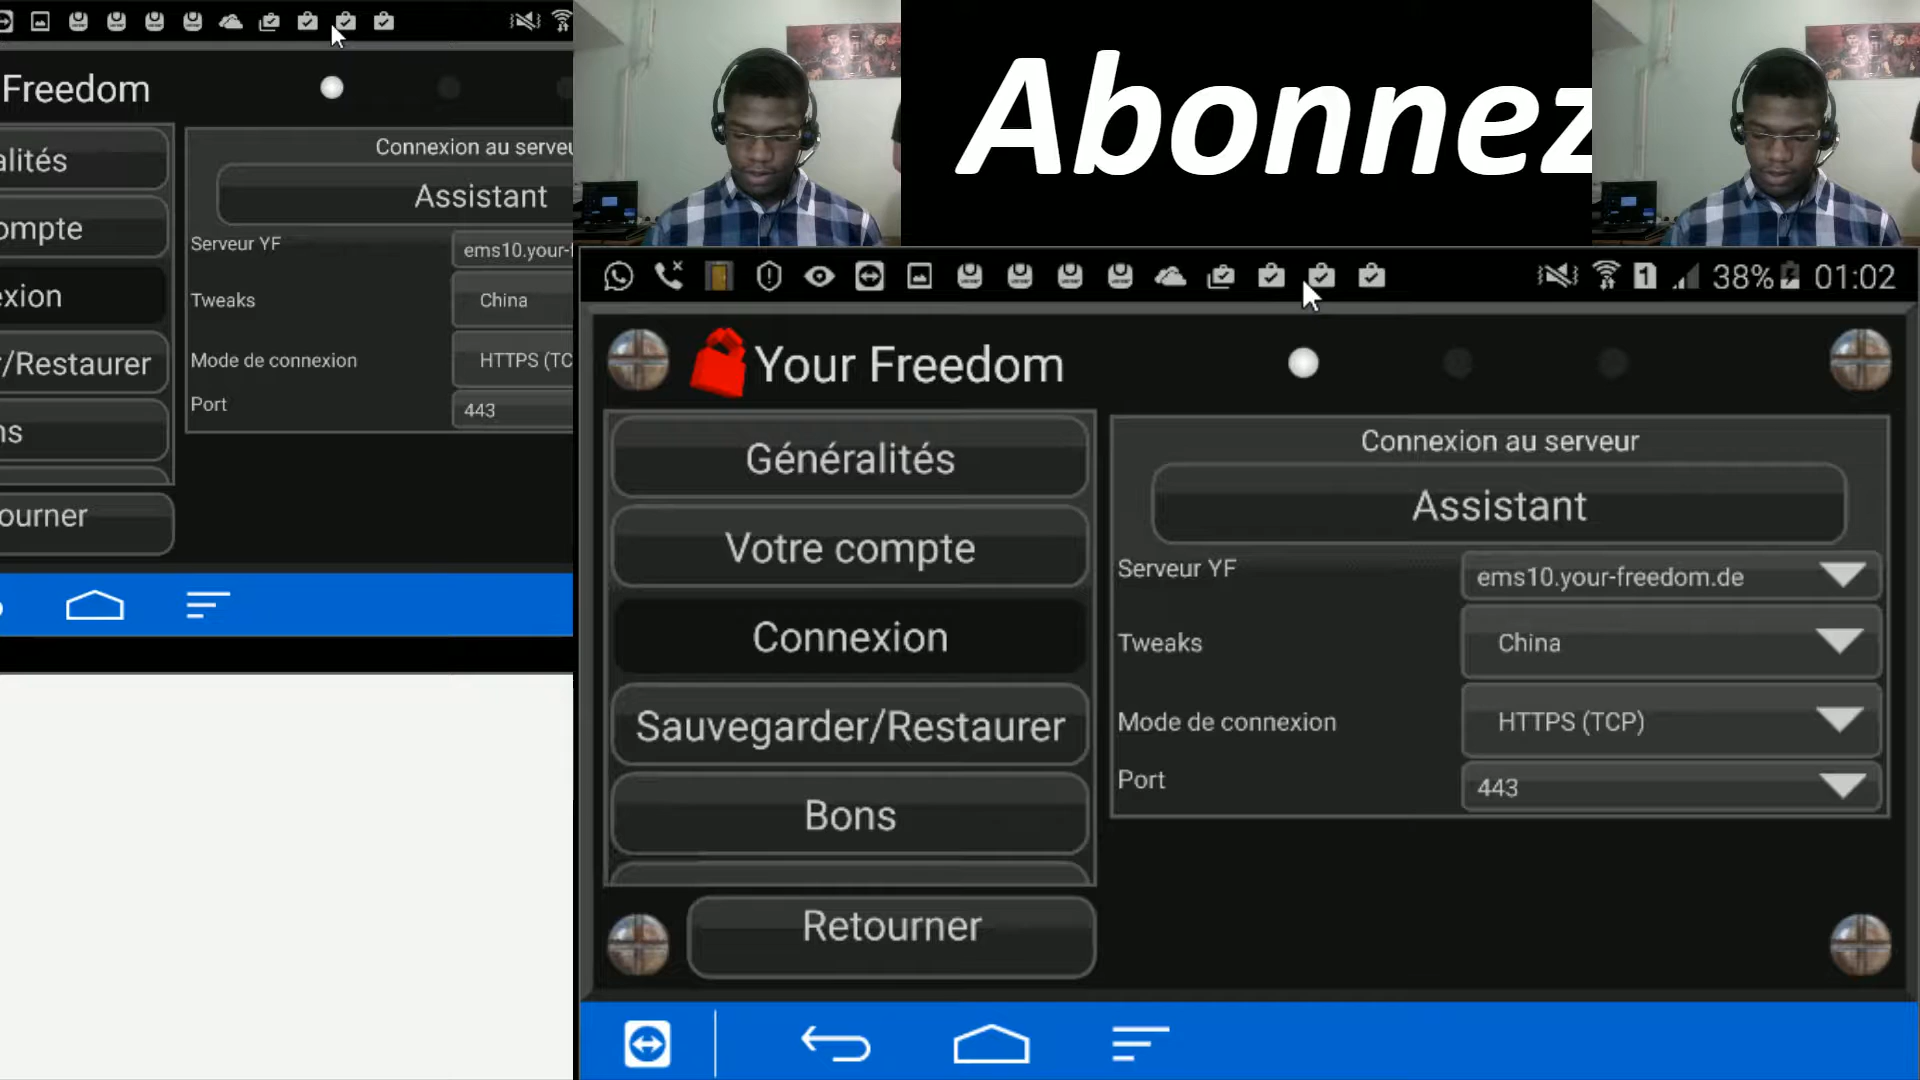 Freedom
alités
ompte
exion
r/Restaurer
ns
ourner
Connexion au serveu
Assistant
Serveur YF
ems10.your-f
Tweaks
China
Mode de connexion
HTTPS (TC
Port
443
Abonnez
1 38% 01:02
Your Freedom
Généralités
Votre compte
Connexion
Sauvegarder/Restaurer
Bons
Retourner
Connexion au serveur
Assistant
Serveur YF
ems10.your-freedom.de
Tweaks
China
Mode de connexion
HTTPS (TCP)
Port
443